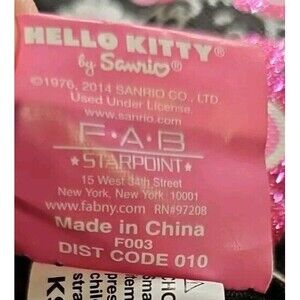 HELLO KITTY®
by Sanrio®
©1976, 2014 SANRIO CO., LTD.
Used Under License.
www.sanrio.com
F·A·B
STARPOINT
15 West 34th Street
New York, New York 10001
www.fabny.com RN#97208
Made in China
F003
DIST CODE 010